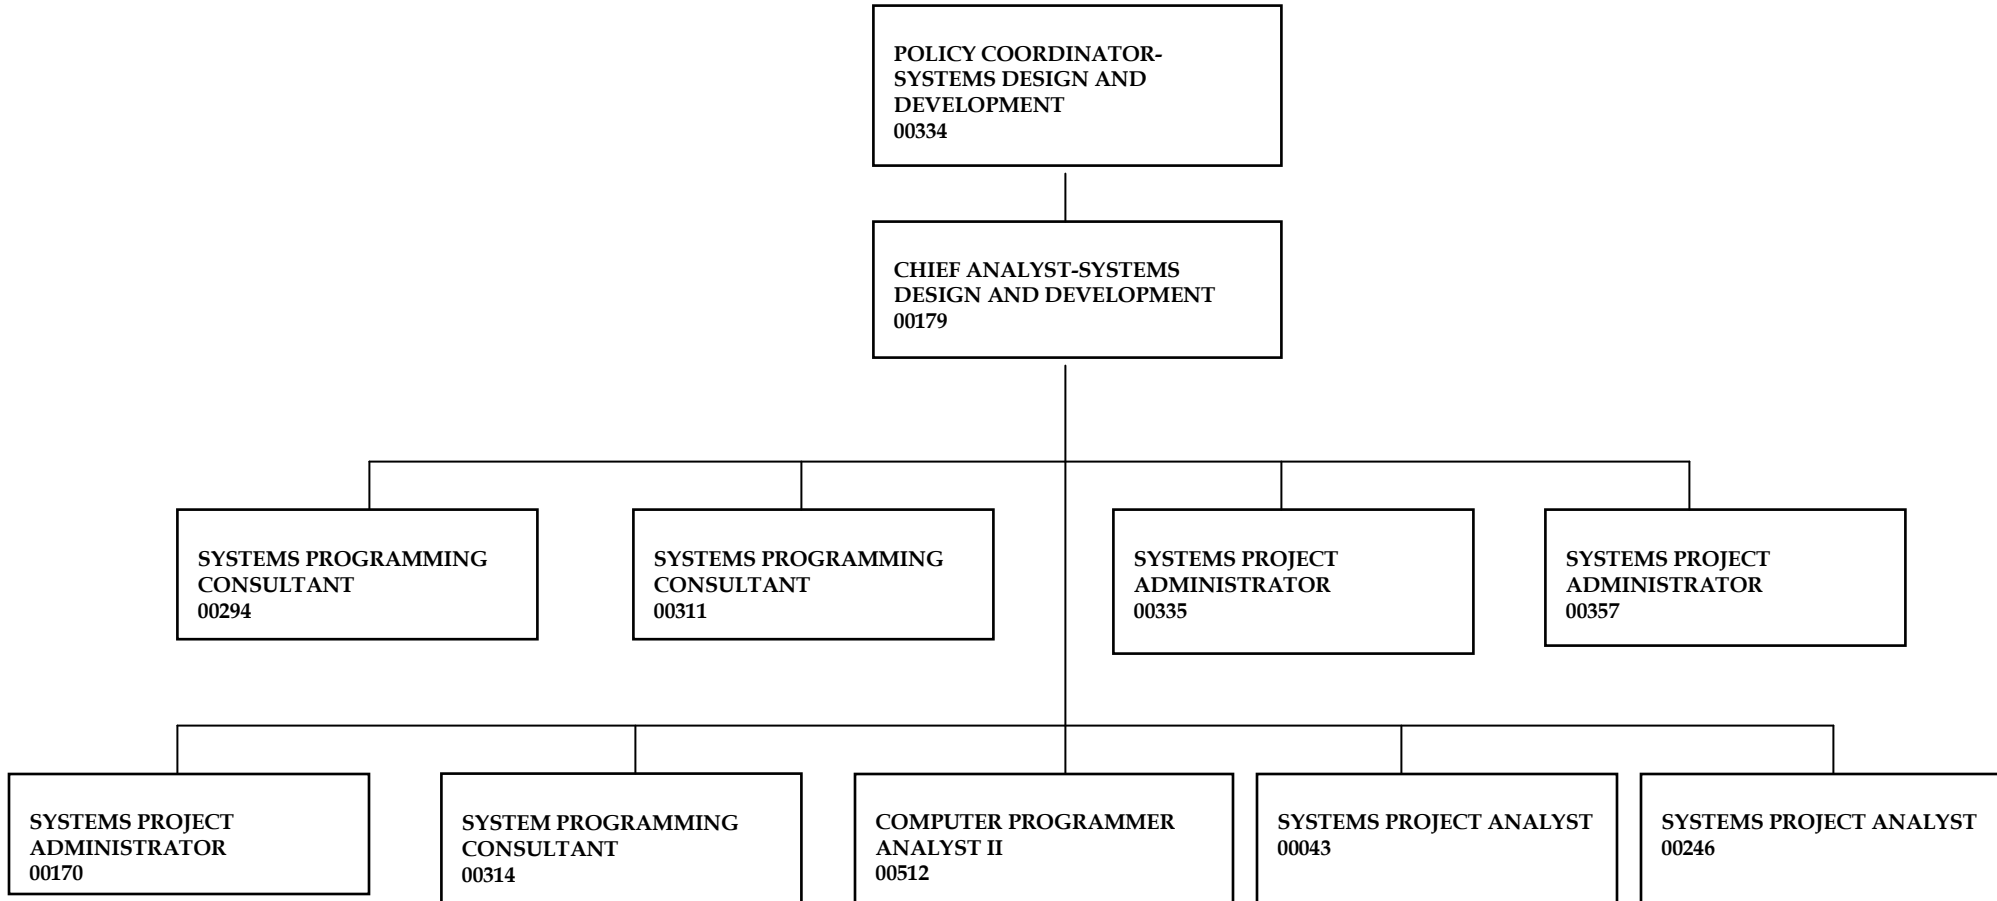 POLICY COORDINATOR-
SYSTEMS DESIGN AND
DEVELOPMENT
00334
CHIEF ANALYST-SYSTEMS
DESIGN AND DEVELOPMENT
00179
SYSTEMS PROGRAMMING
CONSULTANT
00294
SYSTEMS PROGRAMMING
CONSULTANT
00311
SYSTEMS PROJECT
ADMINISTRATOR
00335
SYSTEMS PROJECT
ADMINISTRATOR
00357
SYSTEMS PROJECT
ADMINISTRATOR
00170
SYSTEM PROGRAMMING
CONSULTANT
00314
COMPUTER PROGRAMMER
ANALYST II
00512
SYSTEMS PROJECT ANALYST
00043
SYSTEMS PROJECT ANALYST
00246